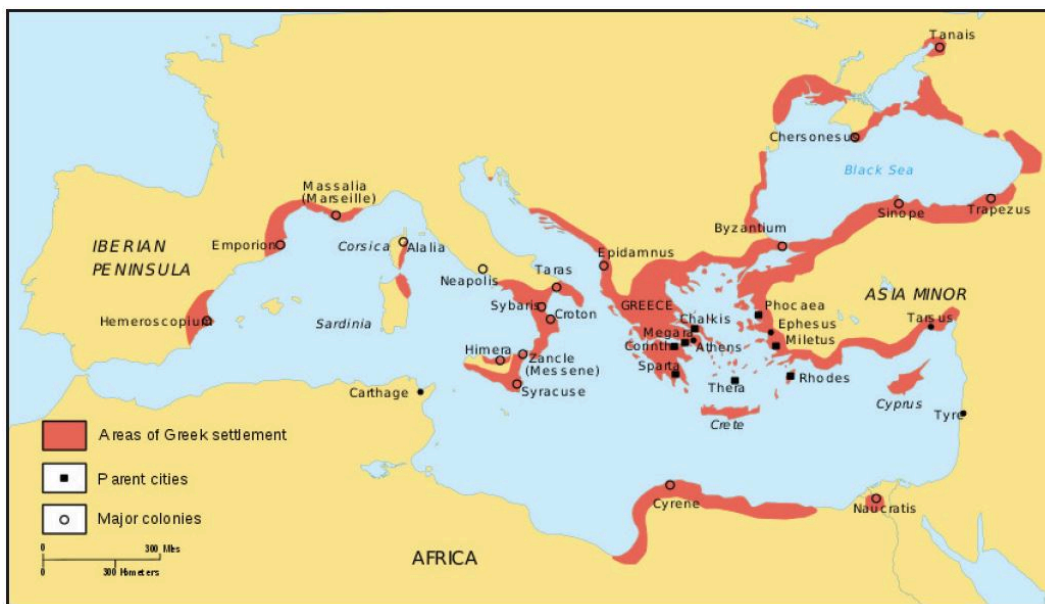 Tanais
Chersonesus
Black Sea
Massalia
(Marseille)
Sinope
Trapezus
Byzantium
IBERIAN
PENINSULA
Emporion
Corsica
Alalia
Epidamnus
Neapolis
Taras
ASIA MINOR
Hemeroscopium
Sardinia
Sybaris
Croton
GREECE
Phocaea
Chalkis
Ephesus
Tarsus
Megara
Miletus
Corinth
Athens
Himera
Zancle
(Messene)
Sparta
Rhodes
Thera
Carthage
Syracuse
Cyprus
Tyre
Crete
Areas of Greek settlement
Parent cities
Cyrene
Naucratis
Major colonies
0 300 Miles
0 300 Kilometers
AFRICA